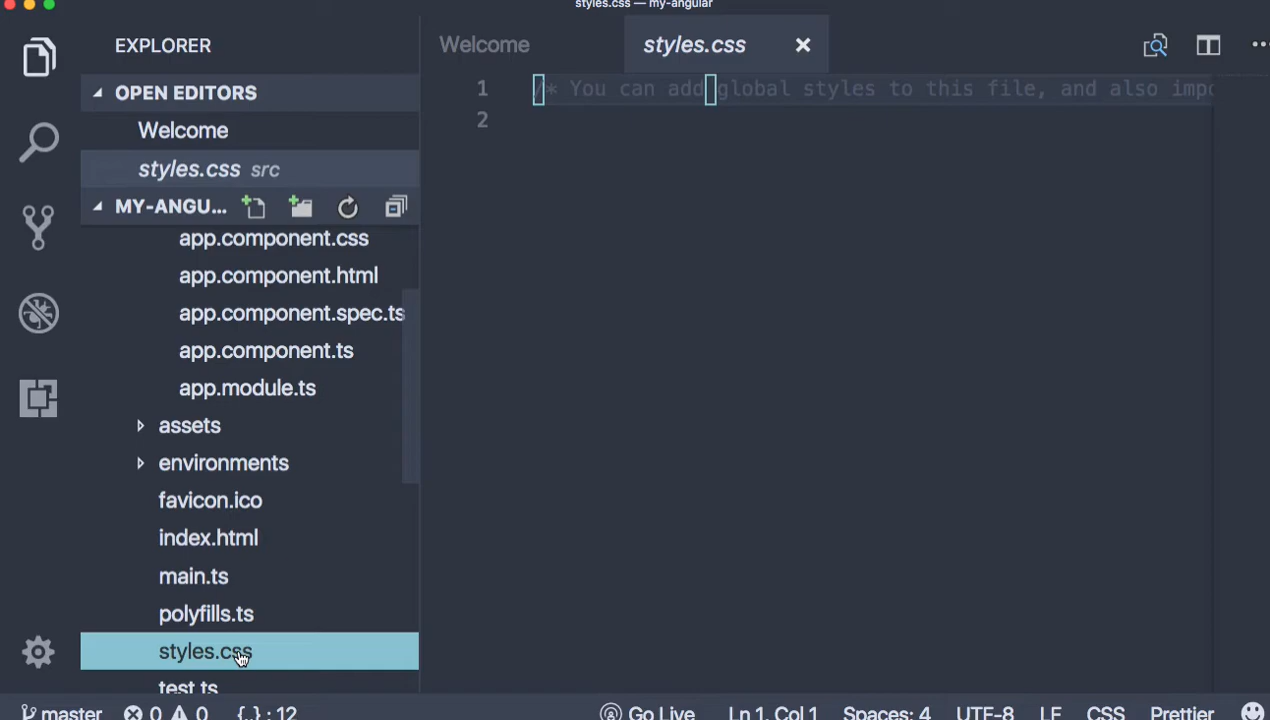 styles.css — my-angular
EXPLORER
OPEN EDITORS
Welcome
styles.css src
MY-ANGU...
app.component.css
app.component.html
app.component.spec.ts
app.component.ts
app.module.ts
assets
environments
favicon.ico
index.html
main.ts
polyfills.ts
styles.css
test.ts
Welcome styles.css
1 /* You can add global styles to this file, and also impo
2
master 0 0 {..} : 12 Go Live Ln 1, Col 1 Spaces: 4 UTF-8 LF CSS Prettier